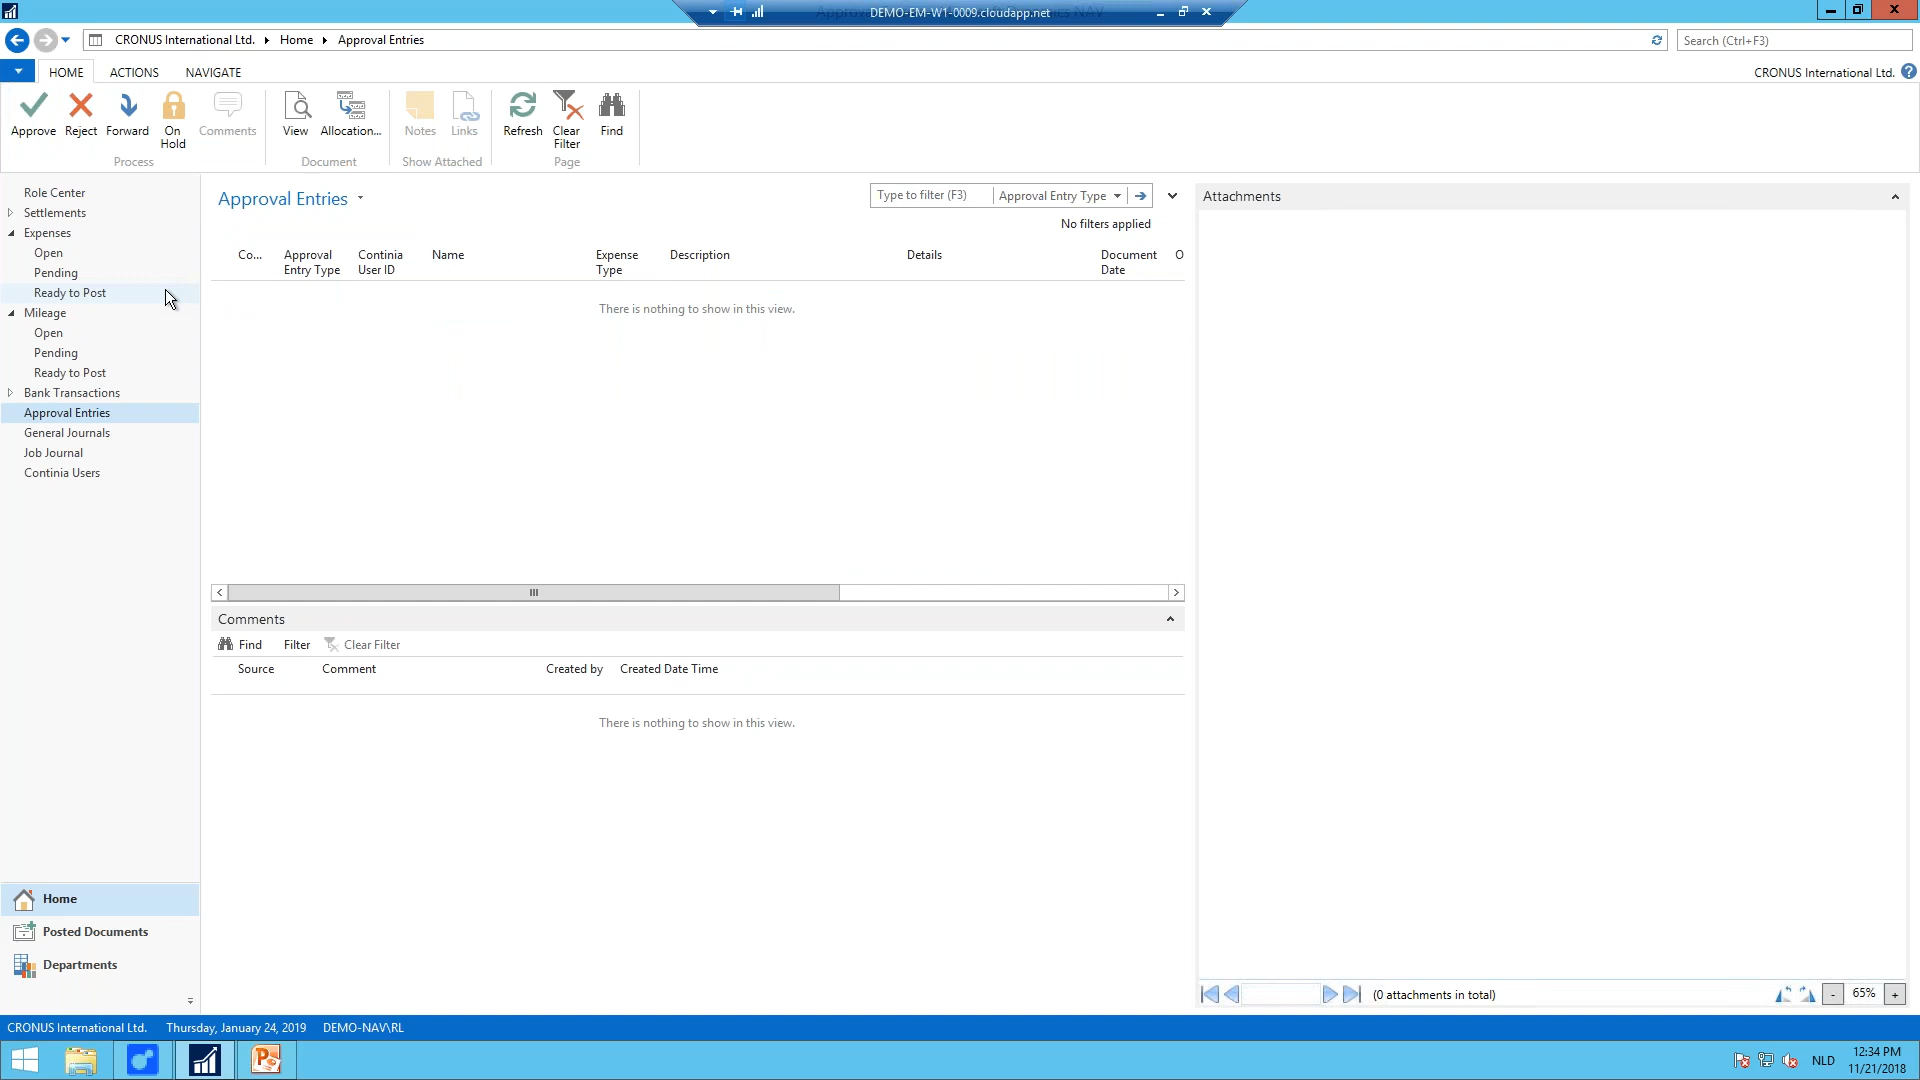 DEMO-EM-W1-0009.cloudapp.net
CRONUS International Ltd. Home Approval Entries
Search (Ctrl+F3)
HOME ACTIONS NAVIGATE
CRONUS International Ltd.
Approve Reject Forward On Hold Comments View Allocation... Notes Links Refresh Clear Filter Find
Process Document Show Attached Page
Role Center
Settlements
Expenses
Open
Pending
Ready to Post
Mileage
Open
Pending
Ready to Post
Bank Transactions
Approval Entries
General Journals
Job Journal
Continia Users
Home
Posted Documents
Departments
Approval Entries
Type to filter (F3) Approval Entry Type
No filters applied
Co... Approval Entry Type Continia User ID Name Expense Type Description Details Document Date O
There is nothing to show in this view.
Comments
Find Filter Clear Filter
Source Comment Created by Created Date Time
There is nothing to show in this view.
Attachments
(0 attachments in total)
- 65% +
CRONUS International Ltd. Thursday, January 24, 2019 DEMO-NAV\RL
NLD
12:34 PM
11/21/2018